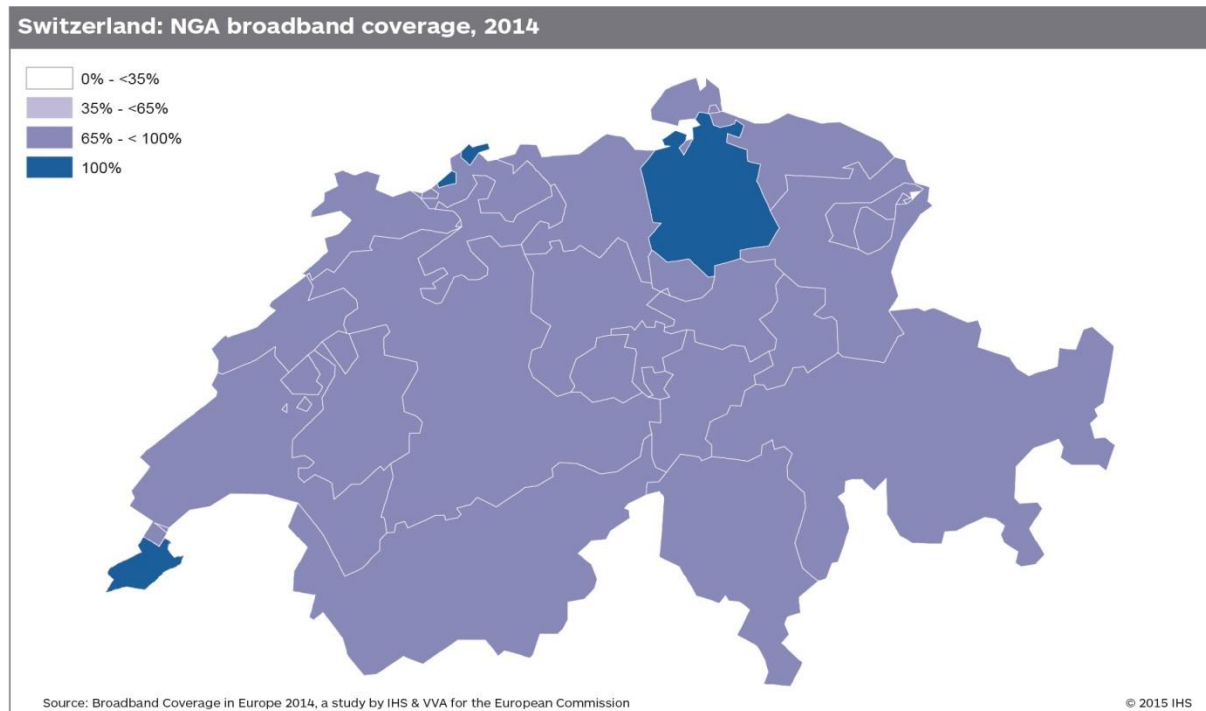 Switzerland: NGA broadband coverage, 2014
0% - <35%
35% - <65%
65% - < 100%
100%
Source: Broadband Coverage in Europe 2014, a study by IHS & VVA for the European Commission
© 2015 IHS